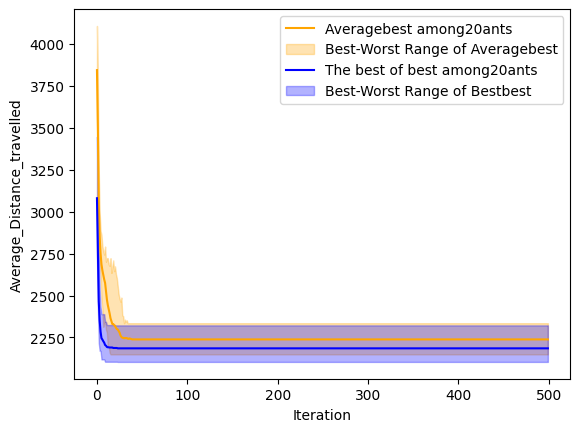 Averagebest among20ants
Best-Worst Range of Averagebest
The best of best among20ants
Best-Worst Range of Bestbest
Average_Distance_travelled
4000
3750
3500
3250
3000
2750
2500
2250
0
100
200
300
400
500
Iteration